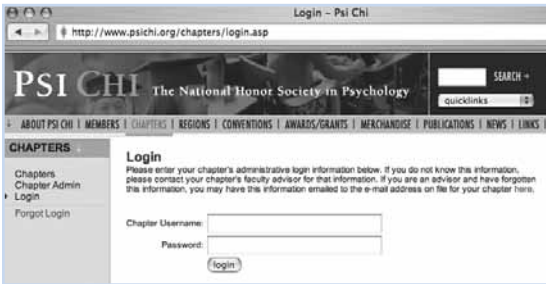 Login – Psi Chi
http://www.psichi.org/chapters/login.asp
PSI CHI The National Honor Society in Psychology
SEARCH
quicklinks
ABOUT PSI CHI | MEMBERS | CHAPTERS | REGIONS | CONVENTIONS | AWARDS/GRANTS | MERCHANDISE | PUBLICATIONS | NEWS | LINKS |
CHAPTERS
Chapters
Chapter Admin
Login
Forgot Login
Login
Please enter your chapter's administrative login information below. If you do not know this information,
please contact your chapter's faculty advisor for that information. If you are an advisor and have forgotten
this information, you may have this information emailed to the e-mail address on file for your chapter here.
Chapter Username:
Password:
login